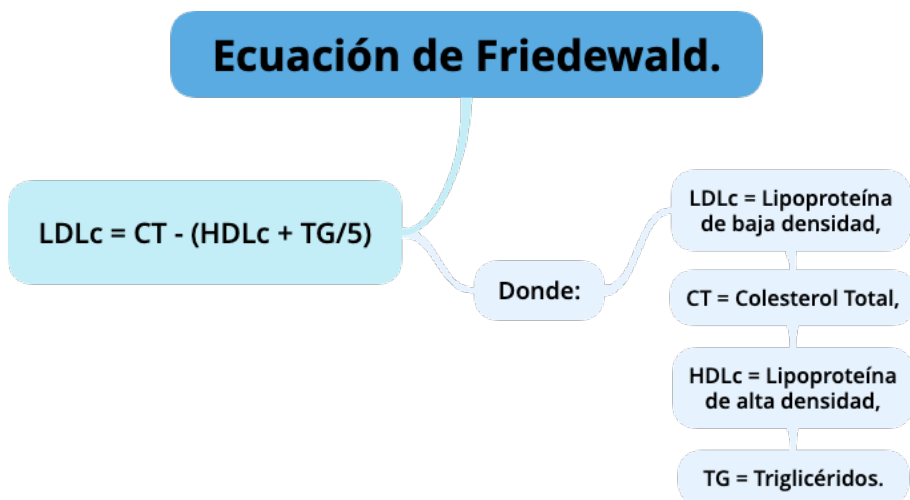 Ecuación de Friedewald.
LDLc = CT - (HDLc + TG/5)
Donde:
LDLc = Lipoproteína
de baja densidad,
CT = Colesterol Total,
HDLc = Lipoproteína
de alta densidad,
TG = Triglicéridos.